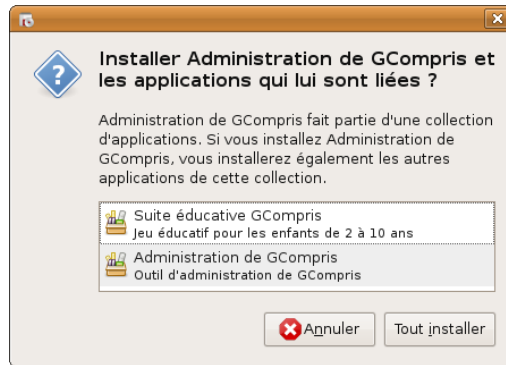 Installer Administration de GCompris et
les applications qui lui sont liées ?
Administration de GCompris fait partie d'une collection
d'applications. Si vous installez Administration de
GCompris, vous installerez également les autres
applications de cette collection.
Suite éducative GCompris
Jeu éducatif pour les enfants de 2 à 10 ans
Administration de GCompris
Outil d'administration de GCompris
Annuler
Tout installer